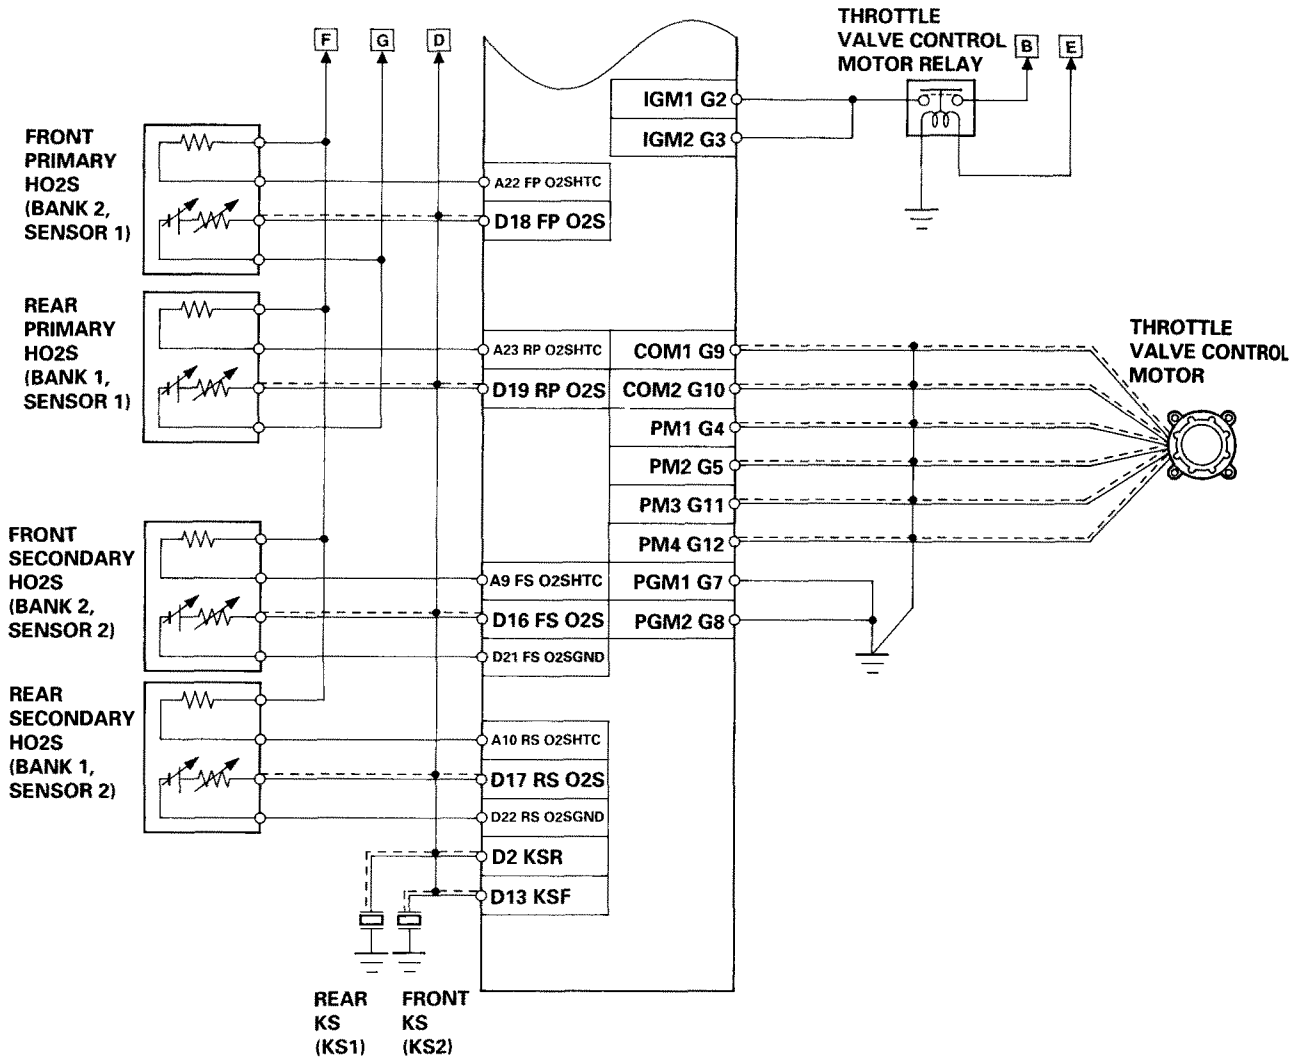 F
G
D
THROTTLE
VALVE CONTROL
MOTOR RELAY
B
E
IGM1 G2
IGM2 G3
FRONT
PRIMARY
HO2S
(BANK 2,
SENSOR 1)
A22 FP O2SHTC
D18 FP O2S
REAR
PRIMARY
HO2S
(BANK 1,
SENSOR 1)
A23 RP O2SHTC
D19 RP O2S
COM1 G9
COM2 G10
PM1 G4
PM2 G5
PM3 G11
PM4 G12
PGM1 G7
PGM2 G8
THROTTLE
VALVE CONTROL
MOTOR
FRONT
SECONDARY
HO2S
(BANK 2,
SENSOR 2)
A9 FS O2SHTC
D16 FS O2S
D21 FS O2SGND
REAR
SECONDARY
HO2S
(BANK 1,
SENSOR 2)
A10 RS O2SHTC
D17 RS O2S
D22 RS O2SGND
D2 KSR
D13 KSF
REAR
KS
(KS1)
FRONT
KS
(KS2)